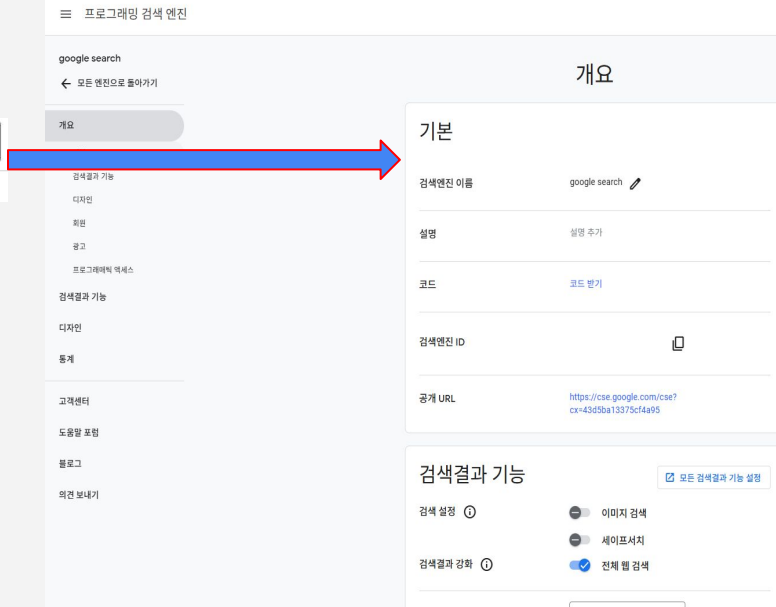 프로그래밍 검색 엔진
google search
모든 엔진으로 돌아가기
개요
검색결과 기능
디자인
회원
광고
프로그래매틱 액세스
검색결과 기능
디자인
통계
고객센터
도움말 포럼
블로그
의견 보내기
개요
기본
검색엔진 이름 google search
설명 설명 추가
코드 코드 받기
검색엔진 ID
공개 URL https://cse.google.com/cse?
cx=43d5ba13375cf4a95
검색결과 기능 모든 검색결과 기능 설정
검색 설정 이미지 검색
세이프서치
검색결과 강화 전체 웹 검색